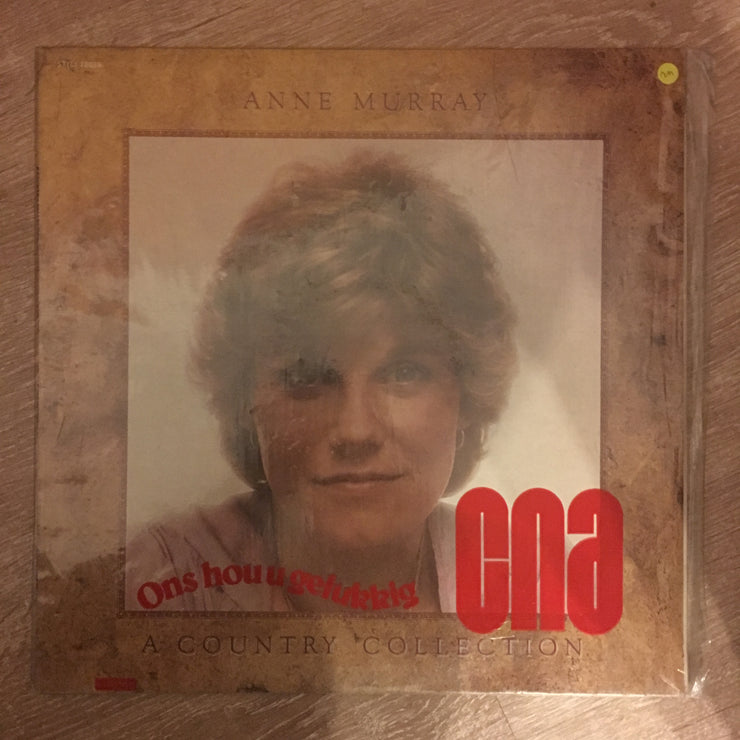 ANNE MURRAY
Ons hou u gelukkig
cna
A COUNTRY COLLECTION